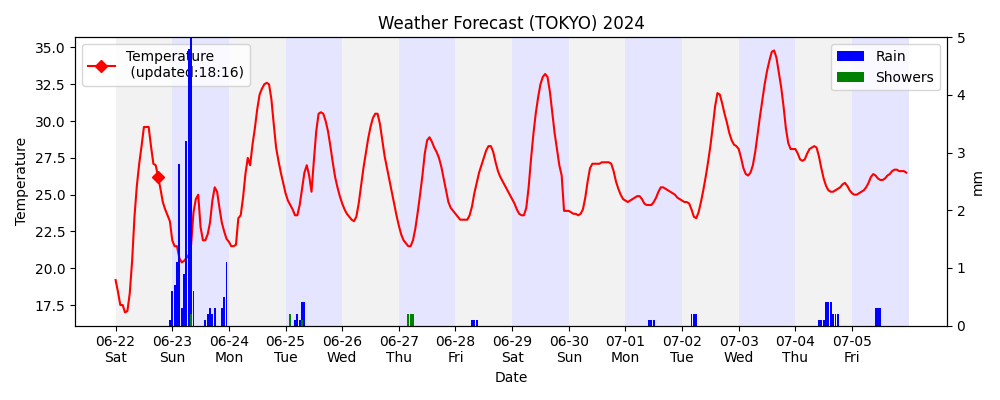 Weather Forecast (TOKYO) 2024
Temperature
(updated:18:16)
Rain
Showers
35.0
32.5
30.0
27.5
25.0
22.5
20.0
17.5
Temperature
5
4
3
2
1
0
mm
06-22 06-23 06-24 06-25 06-26 06-27 06-28 06-29 06-30 07-01 07-02 07-03 07-04 07-05
Sat Sun Mon Tue Wed Thu Fri Sat Sun Mon Tue Wed Thu Fri
Date